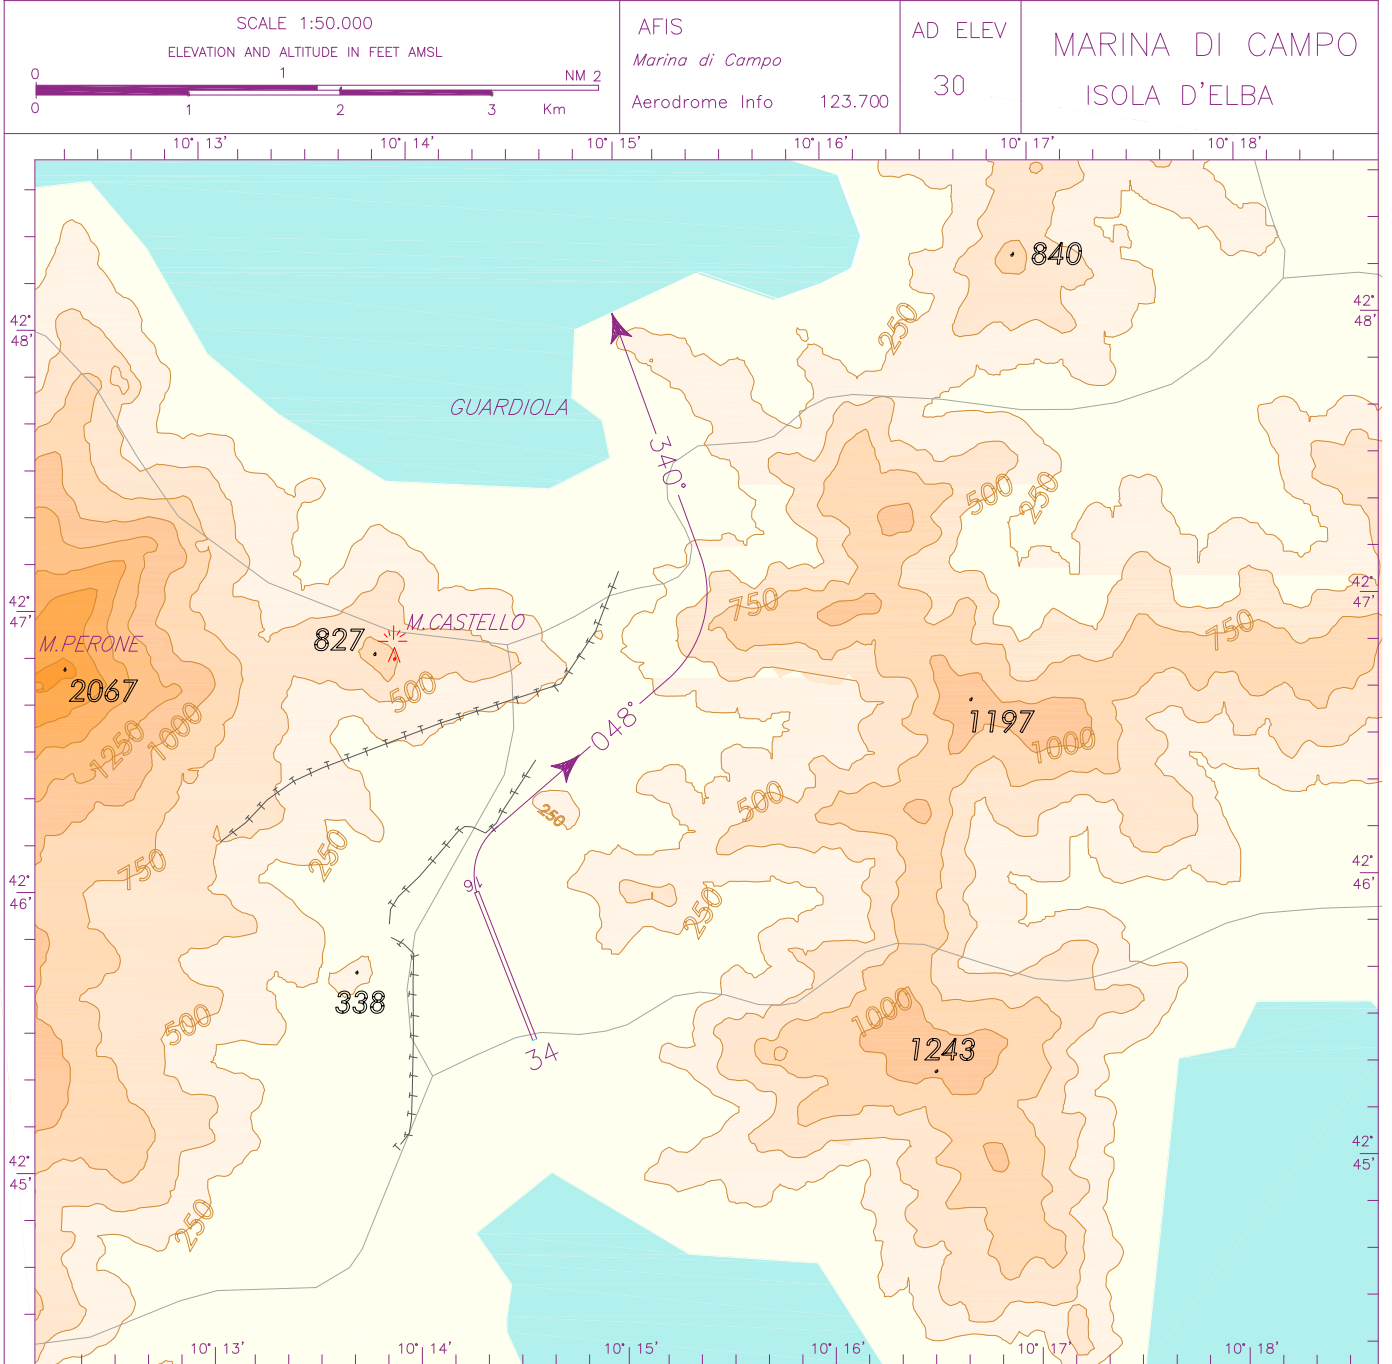 SCALE 1:50.000
ELEVATION AND ALTITUDE IN FEET AMSL
0 1 NM 2
0 1 2 3 Km
AFIS
Marina di Campo
Aerodrome Info 123.700
AD ELEV
30
MARINA DI CAMPO
ISOLA D'ELBA
10° 13' 10° 14' 10° 15' 10° 16' 10° 17' 10° 18'
840
42° 48'
42° 48'
250
GUARDIOLA
340°
500
250
42° 47'
42° 47'
750
750
M.CASTELLO
827
M.PERONE
2067
500
1197
1000
1250
1000
048°
500
250
250
750
42° 46'
42° 46'
16
250
338
500
1000
1243
34
42° 45'
42° 45'
250
10° 13' 10° 14' 10° 15' 10° 16' 10° 17' 10° 18'